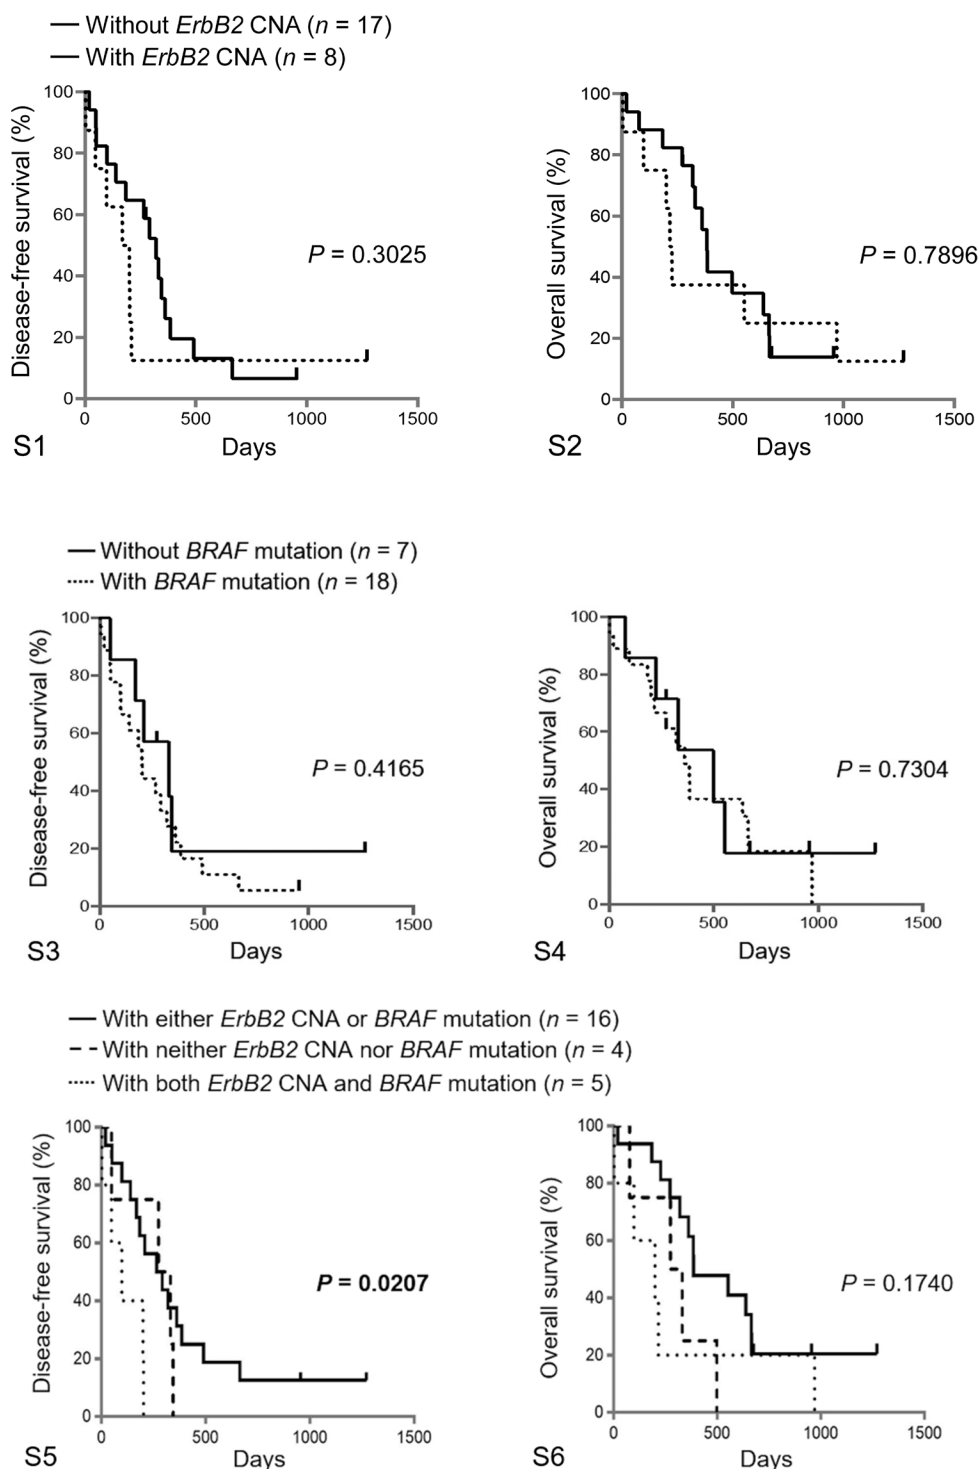 Without ErbB2 CNA (n = 17)
With ErbB2 CNA (n = 8)
100
80
60
40
20
0
Disease-free survival (%)
P = 0.3025
0 500 1000 1500
S1 Days
100
80
60
40
20
0
Overall survival (%)
P = 0.7896
0 500 1000 1500
S2 Days
Without BRAF mutation (n = 7)
With BRAF mutation (n = 18)
100
80
60
40
20
0
Disease-free survival (%)
P = 0.4165
0 500 1000 1500
S3 Days
100
80
60
40
20
0
Overall survival (%)
P = 0.7304
0 500 1000 1500
S4 Days
With either ErbB2 CNA or BRAF mutation (n = 16)
With neither ErbB2 CNA nor BRAF mutation (n = 4)
With both ErbB2 CNA and BRAF mutation (n = 5)
100
80
60
40
20
0
Disease-free survival (%)
P = 0.0207
0 500 1000 1500
S5 Days
100
80
60
40
20
0
Overall survival (%)
P = 0.1740
0 500 1000 1500
S6 Days